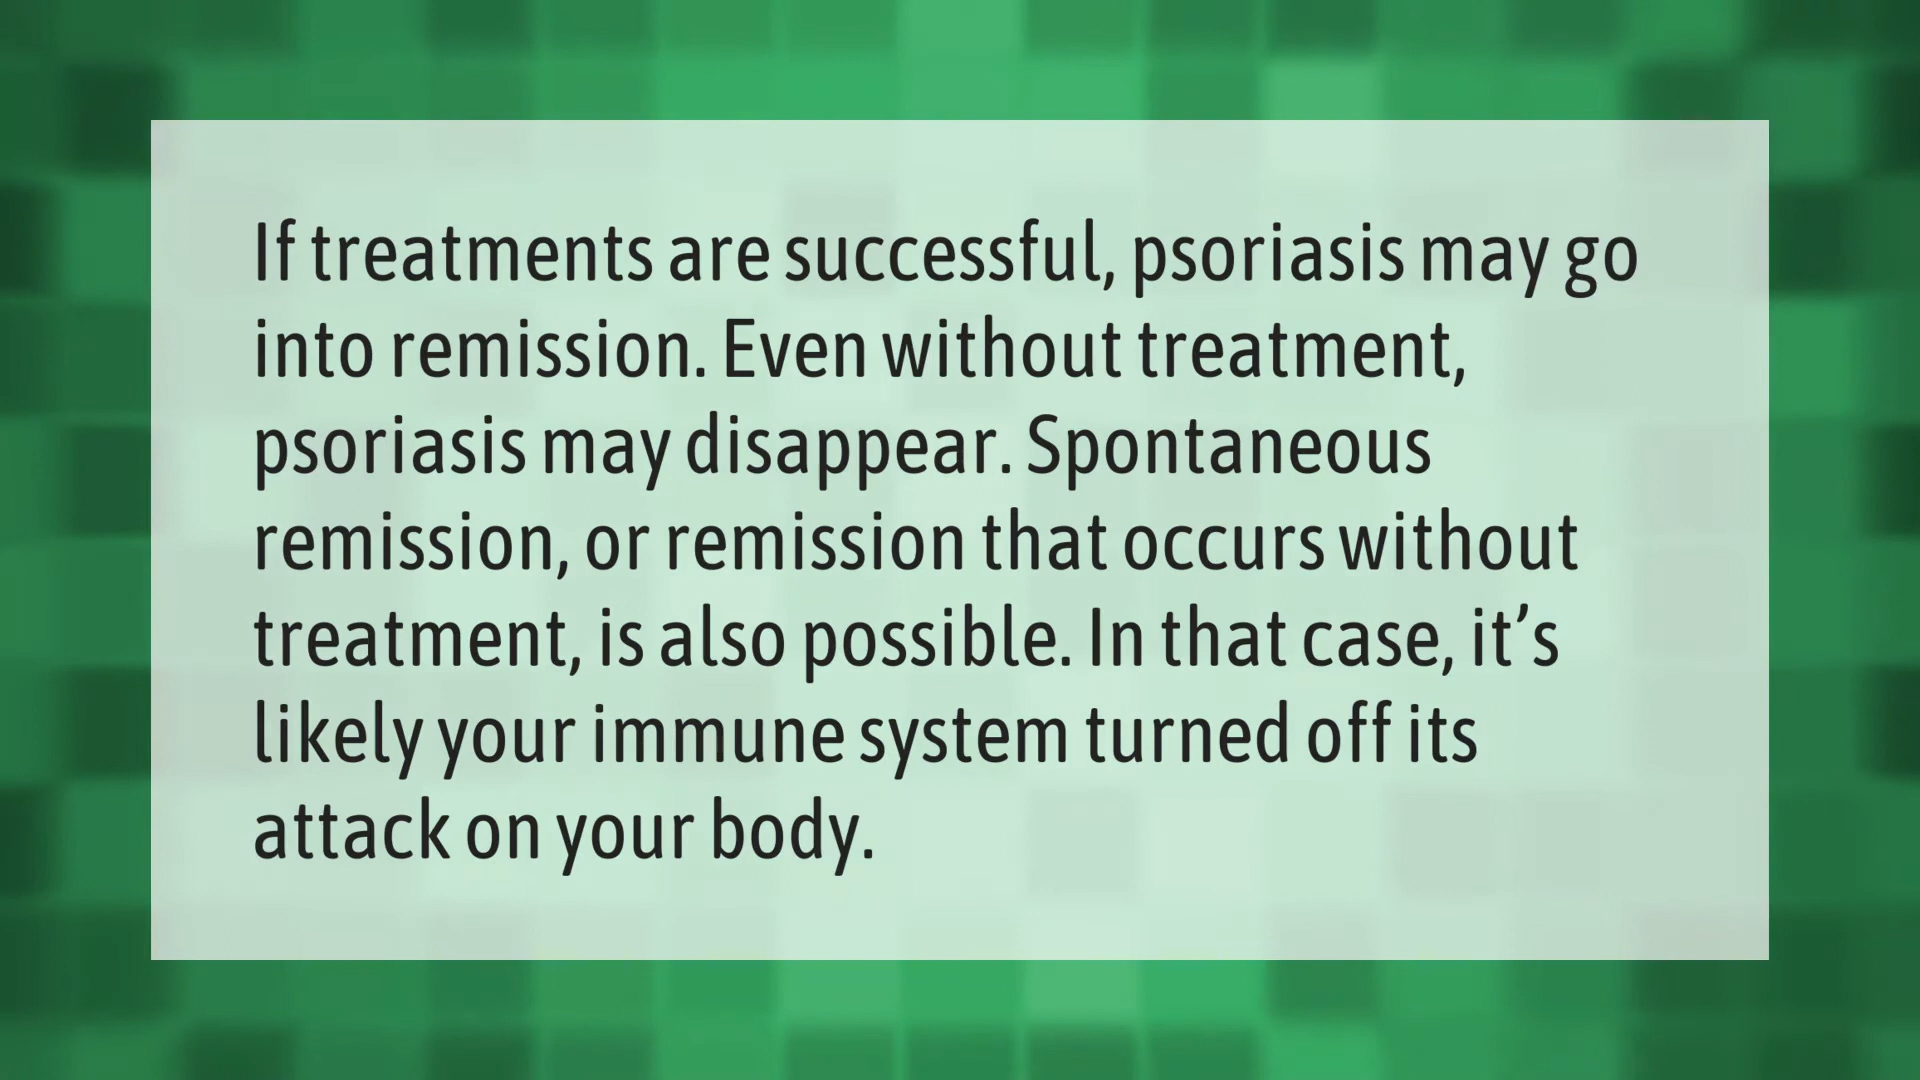 If treatments are successful, psoriasis may go
into remission. Even without treatment,
psoriasis may disappear. Spontaneous
remission, or remission that occurs without
treatment, is also possible. In that case, it’s
likely your immune system turned off its
attack on your body.